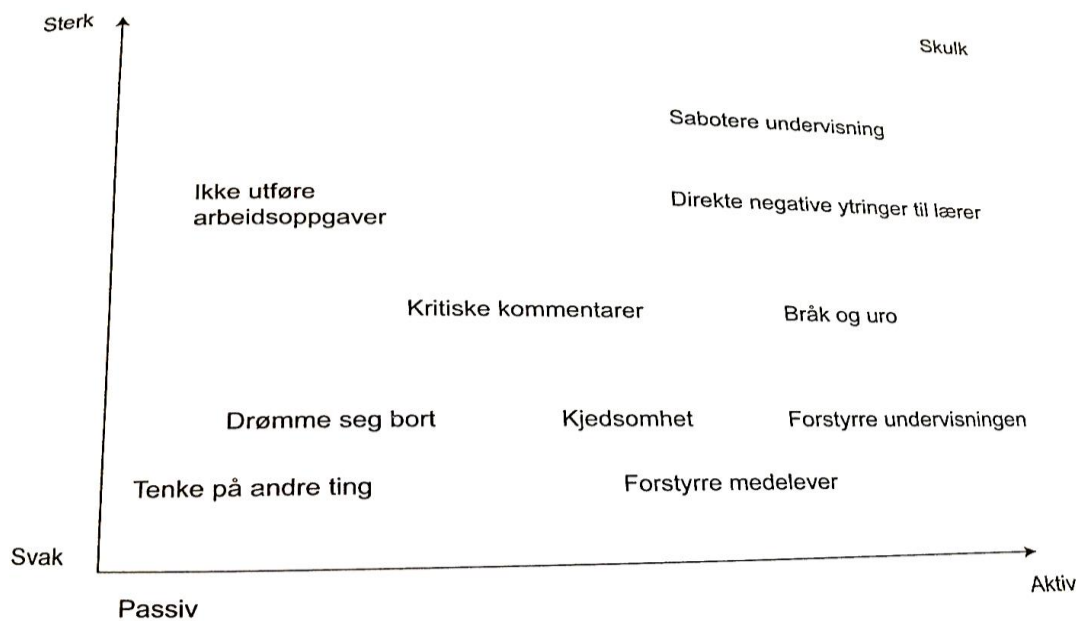 Sterk
Skulk
Sabotere undervisning
Ikke utføre
arbeidsoppgaver
Direkte negative ytringer til lærer
Kritiske kommentarer
Bråk og uro
Drømme seg bort
Kjedsomhet
Forstyrre undervisningen
Tenke på andre ting
Forstyrre medelever
Svak
Aktiv
Passiv